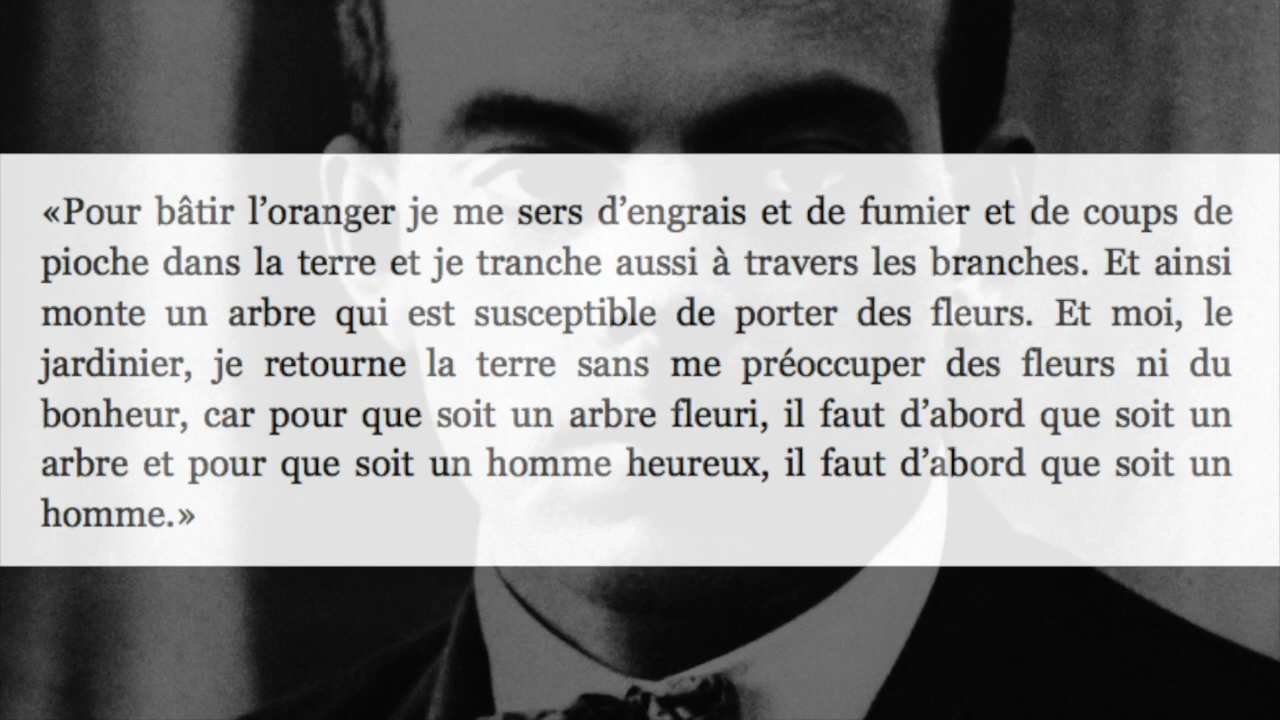 «Pour bâtir l’oranger je me sers d’engrais et de fumier et de coups de
pioche dans la terre et je tranche aussi à travers les branches. Et ainsi
monte un arbre qui est susceptible de porter des fleurs. Et moi, le
jardinier, je retourne la terre sans me préoccuper des fleurs ni du
bonheur, car pour que soit un arbre fleuri, il faut d’abord que soit un
arbre et pour que soit un homme heureux, il faut d’abord que soit un
homme.»